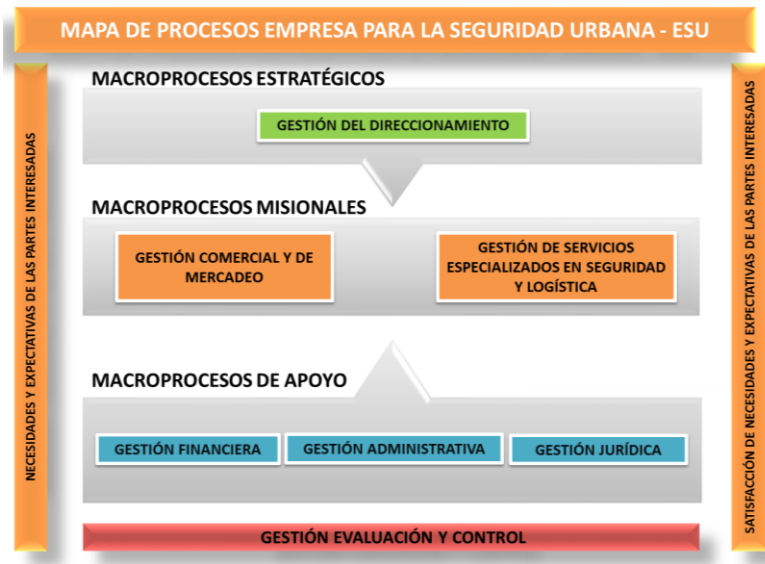 MAPA DE PROCESOS EMPRESA PARA LA SEGURIDAD URBANA - ESU
NECESIDADES Y EXPECTATIVAS DE LAS PARTES INTERESADAS
MACROPROCESOS ESTRATÉGICOS
GESTIÓN DEL DIRECCIONAMIENTO
MACROPROCESOS MISIONALES
GESTIÓN COMERCIAL Y DE
MERCADEO
GESTIÓN DE SERVICIOS
ESPECIALIZADOS EN SEGURIDAD
Y LOGÍSTICA
MACROPROCESOS DE APOYO
GESTIÓN FINANCIERA
GESTIÓN ADMINISTRATIVA
GESTIÓN JURÍDICA
GESTIÓN EVALUACIÓN Y CONTROL
SATISFACCIÓN DE NECESIDADES Y EXPECTATIVAS DE LAS PARTES INTERESADAS